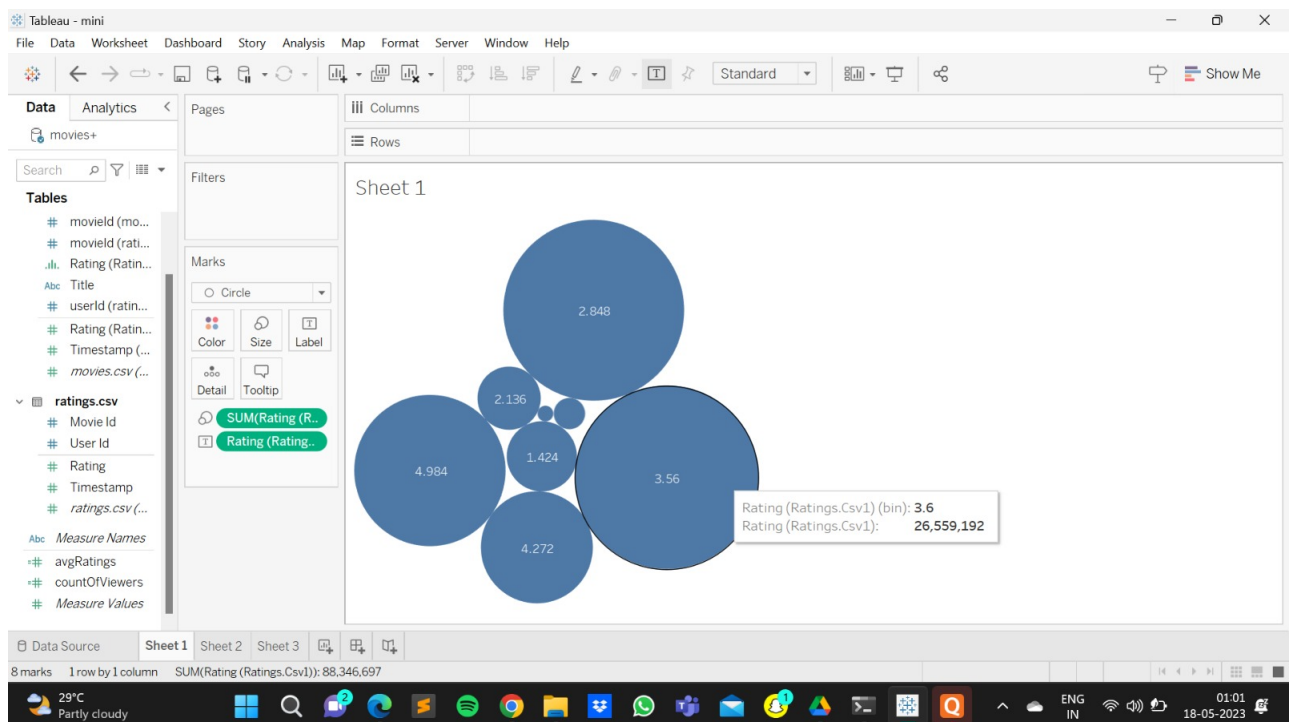 Tableau - mini
File Data Worksheet Dashboard Story Analysis Map Format Server Window Help
Standard
Show Me
Data Analytics
Pages
Columns
movies+
Rows
Search
Filters
Sheet 1
Tables
movieId (mo...
movieId (rati...
Rating (Ratin...
Abc Title
userId (ratin...
Rating (Ratin...
Timestamp (...
movies.csv (...
ratings.csv
Movie Id
User Id
Rating
Timestamp
ratings.csv (...
Abc Measure Names
avgRatings
countOfViewers
Measure Values
Marks
Circle
Color Size Label
Detail Tooltip
SUM(Rating (R..
T Rating (Rating..
2.848
2.136
1.424
4.984
3.56
4.272
Rating (Ratings.Csv1) (bin): 3.6
Rating (Ratings.Csv1): 26,559,192
Data Source Sheet 1 Sheet 2 Sheet 3
8 marks 1 row by 1 column SUM(Rating (Ratings.Csv1)): 88,346,697
29°C
Partly cloudy
2
1
Q
ENG
IN
01:01
18-05-2023